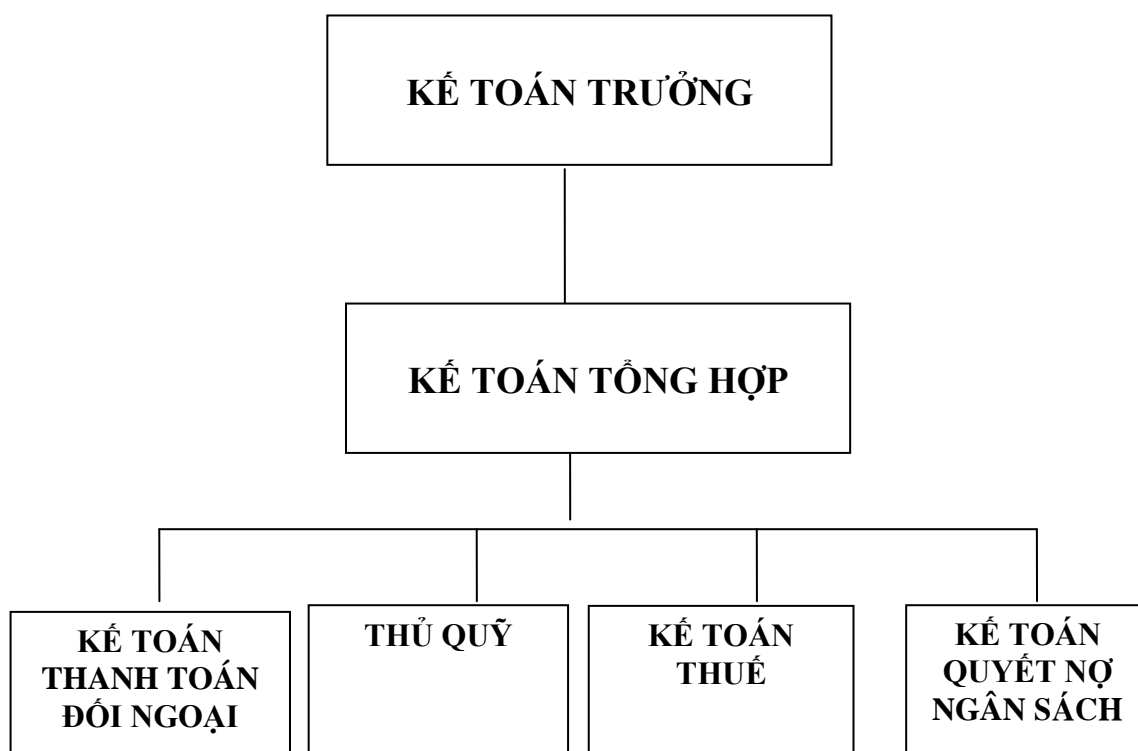 KẾ TOÁN TRƯỞNG
KẾ TOÁN TỔNG HỢP
KẾ TOÁN
THANH TOÁN
ĐỐI NGOẠI
THỦ QUỸ
KẾ TOÁN
THUẾ
KẾ TOÁN
QUYẾT NỢ
NGÂN SÁCH